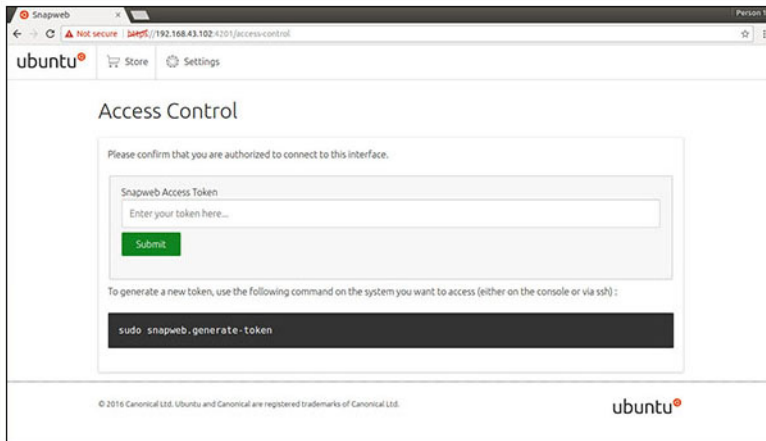 Snapweb
Person 1
Not secure https://192.168.43.102:4201/access-control
ubuntu
Store
Settings
Access Control
Please confirm that you are authorized to connect to this interface.
Snapweb Access Token
Enter your token here...
Submit
To generate a new token, use the following command on the system you want to access (either on the console or via ssh) :
sudo snapweb.generate-token
© 2016 Canonical Ltd. Ubuntu and Canonical are registered trademarks of Canonical Ltd.
ubuntu